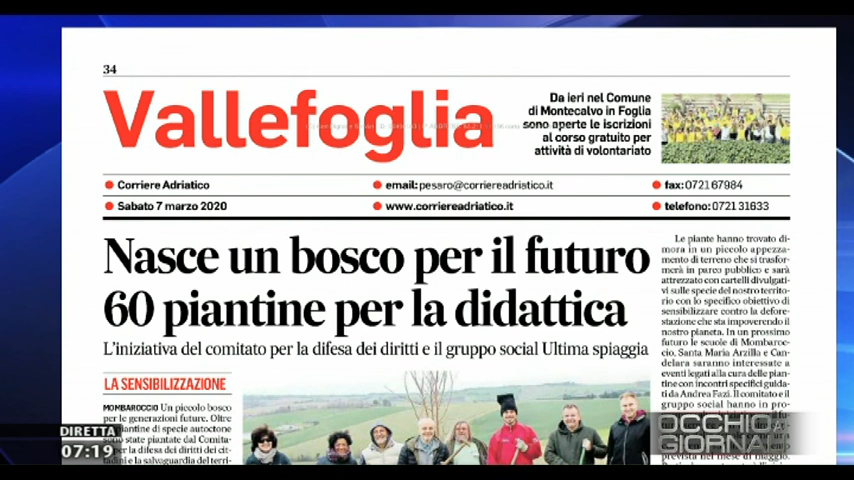 34
Vallefoglia
Da ieri nel Comune
di Montecalvo in Foglia
sono aperte le iscrizioni
al corso gratuito per
attività di volontariato
Corriere Adriatico
email: pesaro@corriereadriatico.it
fax: 0721 67984
Sabato 7 marzo 2020
www.corriereadriatico.it
telefono: 0721 31633
Nasce un bosco per il futuro
60 piantine per la didattica
L'iniziativa del comitato per la difesa dei diritti e il gruppo social Ultima spiaggia
LA SENSIBILIZZAZIONE
MOMBAROCCIO Un piccolo bosco
per le generazioni future. Oltre
piantine di specie autoctone
sono state piantate dal Comita-
per la difesa dei diritti dei cit-
tadini e la salvaguardia del terri-
Le piante hanno trovato di-
mora in un piccolo appezza-
mento di terreno che si trasfor-
merà in parco pubblico e sarà
attrezzato con cartelli divulgati-
vi sulle specie del nostro territo-
rio con lo specifico obiettivo di
sensibilizzare contro la defore-
stazione che sta impoverendo il
nostro pianeta. In un prossimo
futuro le scuole di Mombaroc-
cio, Santa Maria Arzilla e Can-
delara saranno interessate a
eventi legati alla cura delle pian-
tine con incontri specifici guida-
ti da Andrea Fazi. Il comitato e il
gruppo social hanno in pro-
prevista nel mese di maggio.
DIRETTA
07:19
OCCHIO A
GIORNA